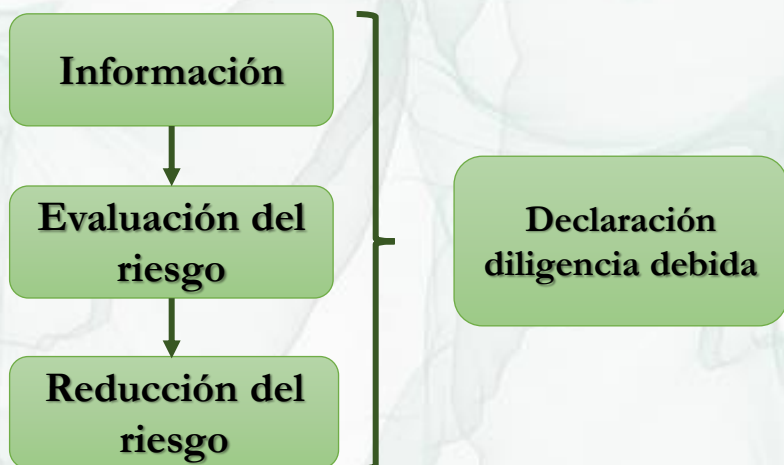 Información
Evaluación del
riesgo
Reducción del
riesgo
Declaración
diligencia debida